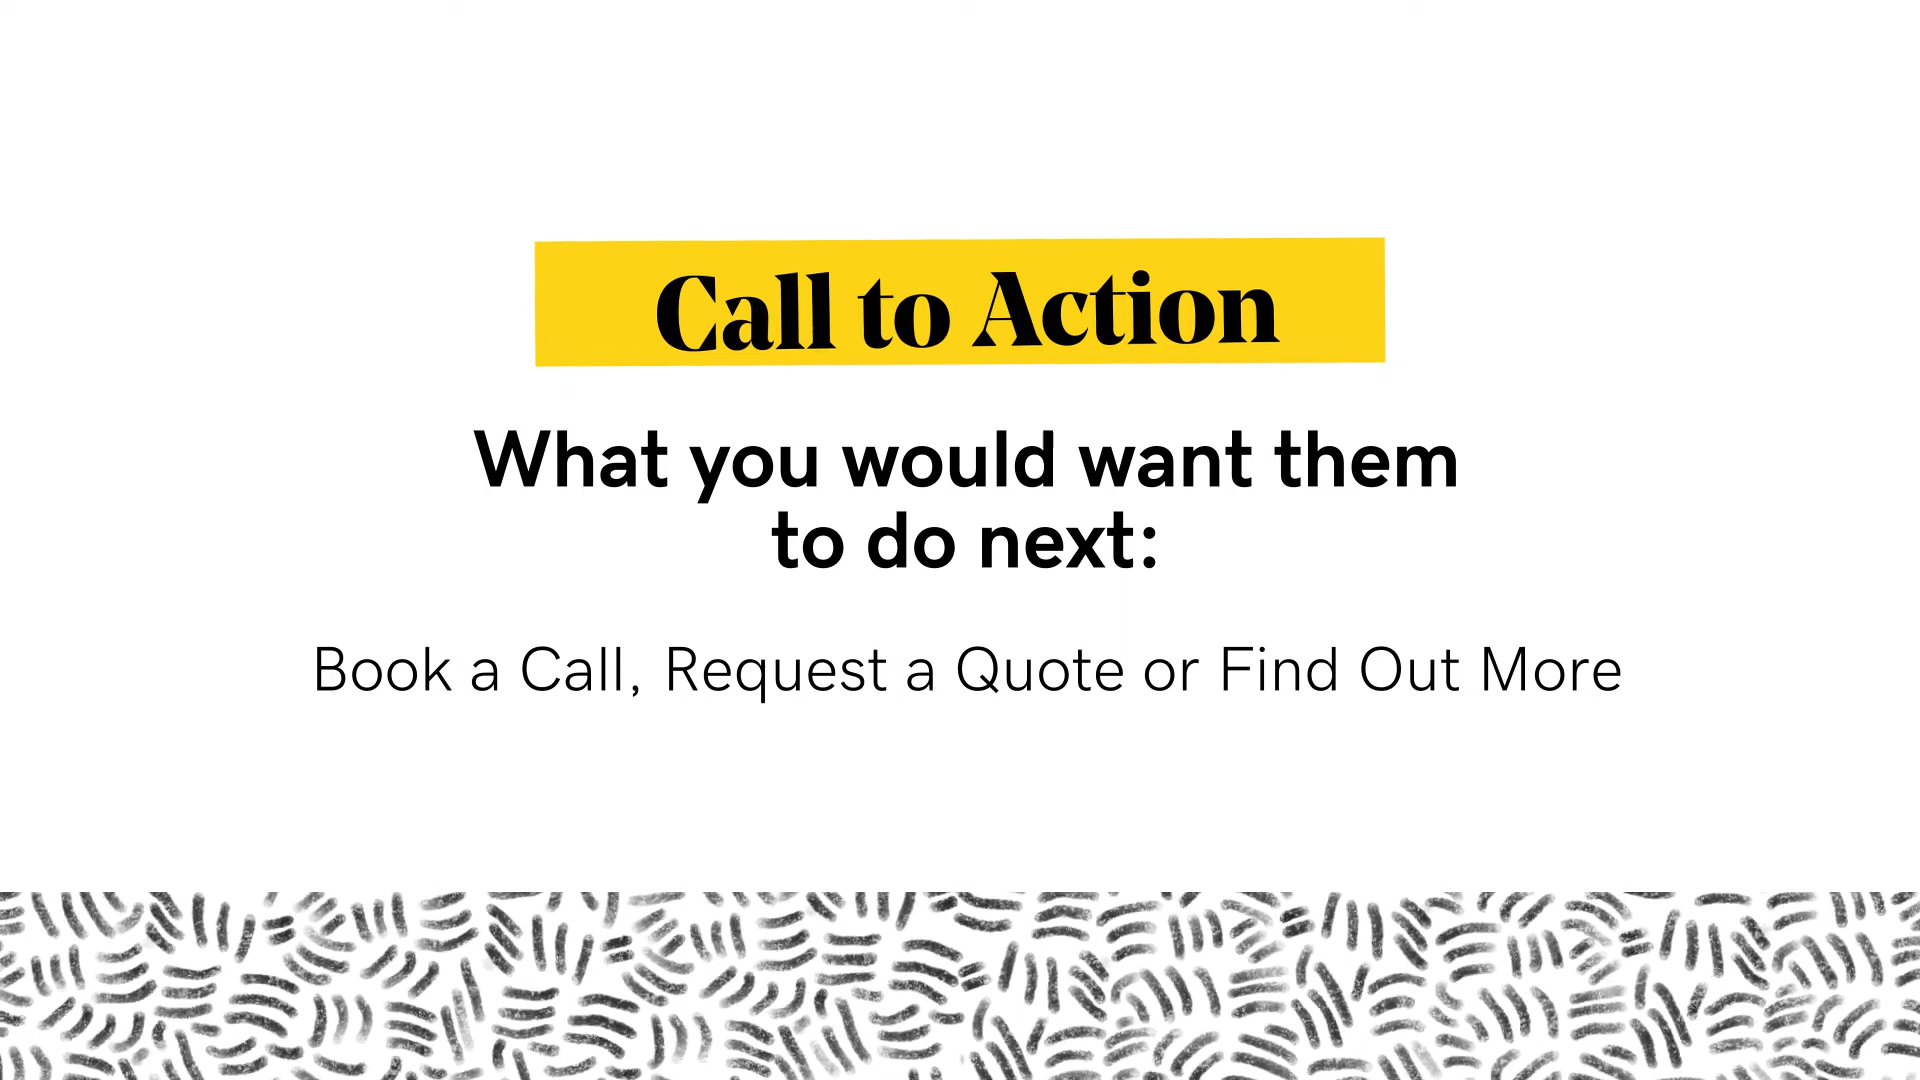 Call to Action
What you would want them
to do next:
Book a Call, Request a Quote or Find Out More